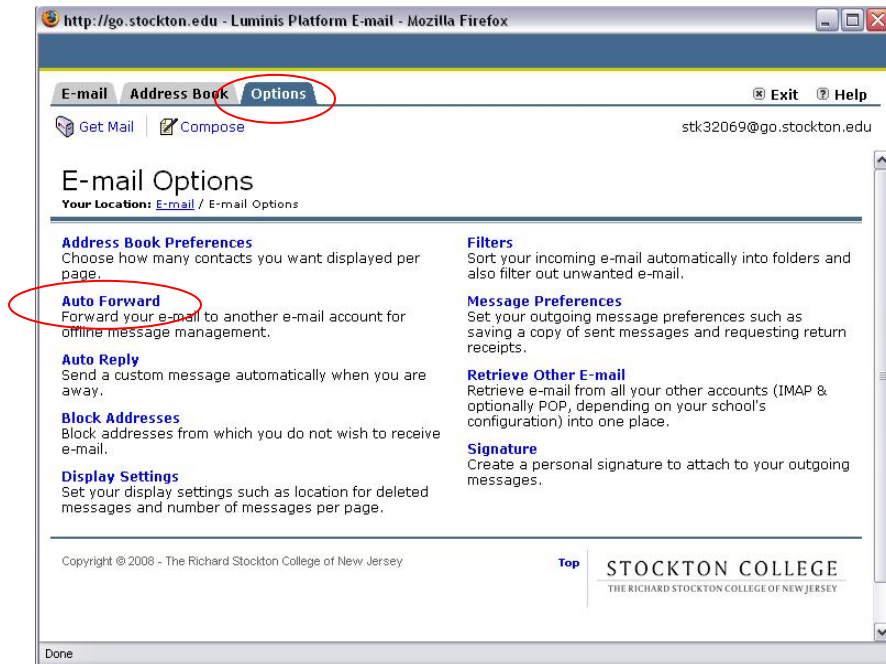 http://go.stockton.edu - Luminis Platform E-mail - Mozilla Firefox
E-mail Address Book Options Exit Help
Get Mail Compose stk32069@go.stockton.edu
E-mail Options
Your Location: E-mail / E-mail Options
Address Book Preferences
Choose how many contacts you want displayed per
page.
Auto Forward
Forward your e-mail to another e-mail account for
offline message management.
Auto Reply
Send a custom message automatically when you are
away.
Block Addresses
Block addresses from which you do not wish to receive
e-mail.
Display Settings
Set your display settings such as location for deleted
messages and number of messages per page.
Filters
Sort your incoming e-mail automatically into folders and
also filter out unwanted e-mail.
Message Preferences
Set your outgoing message preferences such as
saving a copy of sent messages and requesting return
receipts.
Retrieve Other E-mail
Retrieve e-mail from all your other accounts (IMAP &
optionally POP, depending on your school's
configuration) into one place.
Signature
Create a personal signature to attach to your outgoing
messages.
Copyright © 2008 - The Richard Stockton College of New Jersey
Top
STOCKTON COLLEGE
THE RICHARD STOCKTON COLLEGE OF NEW JERSEY
Done